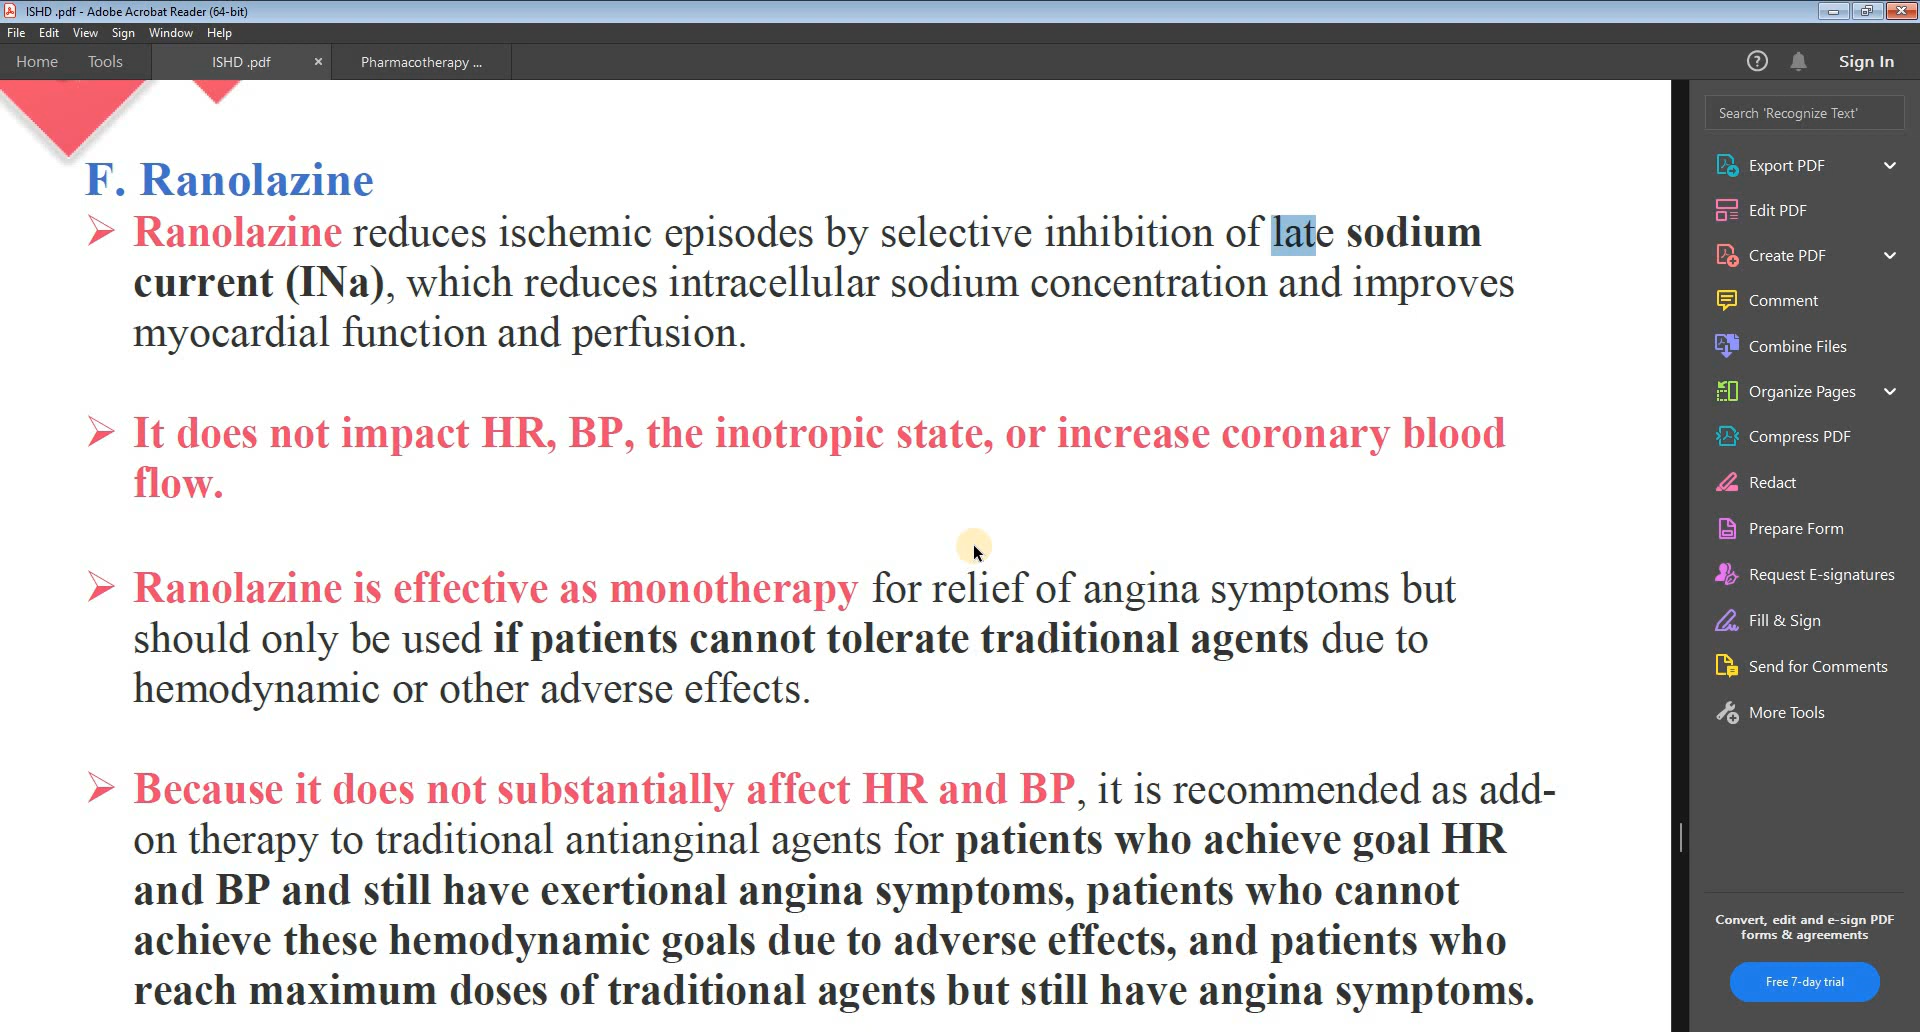 ISHD .pdf - Adobe Acrobat Reader (64-bit)
File Edit View Sign Window Help
Home Tools ISHD .pdf × Pharmacotherapy ... ? Sign In
Search 'Recognize Text'
F. Ranolazine
➢ Ranolazine reduces ischemic episodes by selective inhibition of late sodium
current (INa), which reduces intracellular sodium concentration and improves
myocardial function and perfusion.
➢ It does not impact HR, BP, the inotropic state, or increase coronary blood
flow.
➢ Ranolazine is effective as monotherapy for relief of angina symptoms but
should only be used if patients cannot tolerate traditional agents due to
hemodynamic or other adverse effects.
➢ Because it does not substantially affect HR and BP, it is recommended as add-
on therapy to traditional antianginal agents for patients who achieve goal HR
and BP and still have exertional angina symptoms, patients who cannot
achieve these hemodynamic goals due to adverse effects, and patients who
reach maximum doses of traditional agents but still have angina symptoms.
Export PDF
Edit PDF
Create PDF
Comment
Combine Files
Organize Pages
Compress PDF
Redact
Prepare Form
Request E-signatures
Fill & Sign
Send for Comments
More Tools
Convert, edit and e-sign PDF
forms & agreements
Free 7-day trial